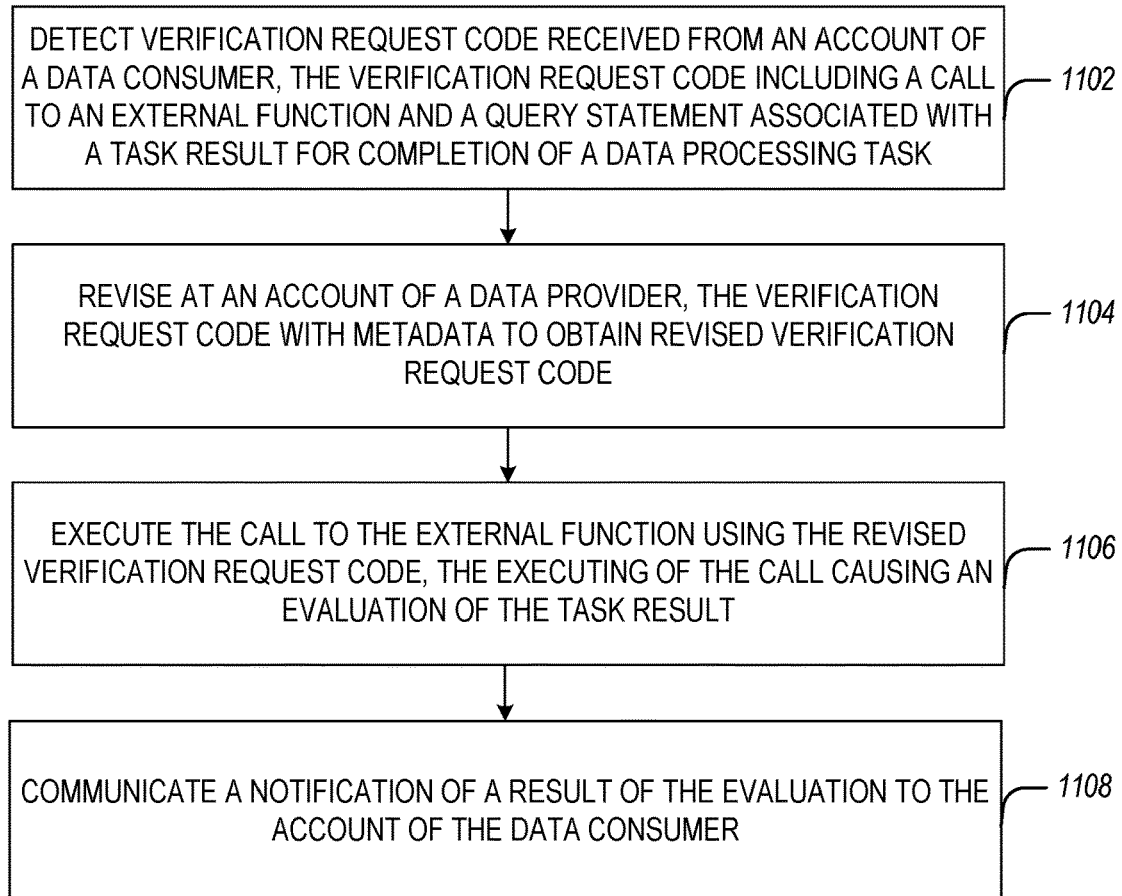 DETECT VERIFICATION REQUEST CODE RECEIVED FROM AN ACCOUNT OF
A DATA CONSUMER, THE VERIFICATION REQUEST CODE INCLUDING A CALL
TO AN EXTERNAL FUNCTION AND A QUERY STATEMENT ASSOCIATED WITH
A TASK RESULT FOR COMPLETION OF A DATA PROCESSING TASK
1102
REVISE AT AN ACCOUNT OF A DATA PROVIDER, THE VERIFICATION
REQUEST CODE WITH METADATA TO OBTAIN REVISED VERIFICATION
REQUEST CODE
1104
EXECUTE THE CALL TO THE EXTERNAL FUNCTION USING THE REVISED
VERIFICATION REQUEST CODE, THE EXECUTING OF THE CALL CAUSING AN
EVALUATION OF THE TASK RESULT
1106
COMMUNICATE A NOTIFICATION OF A RESULT OF THE EVALUATION TO THE
ACCOUNT OF THE DATA CONSUMER
1108